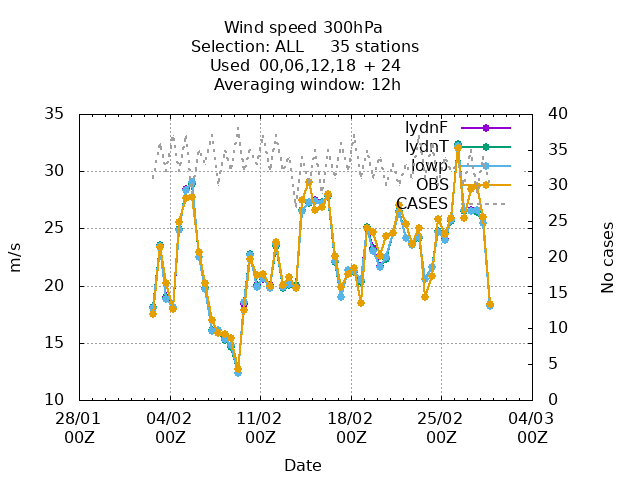 Wind speed 300hPa
Selection: ALL 35 stations
Used 00,06,12,18 + 24
Averaging window: 12h
35 40
lydnF
lydnT
lowp
OBS
CASES
35
30 30
25
25
20
20
15
15
10
5
10 0
m/s
No cases
28/01 04/02 11/02 18/02 25/02 04/03
00Z 00Z 00Z 00Z 00Z 00Z
Date